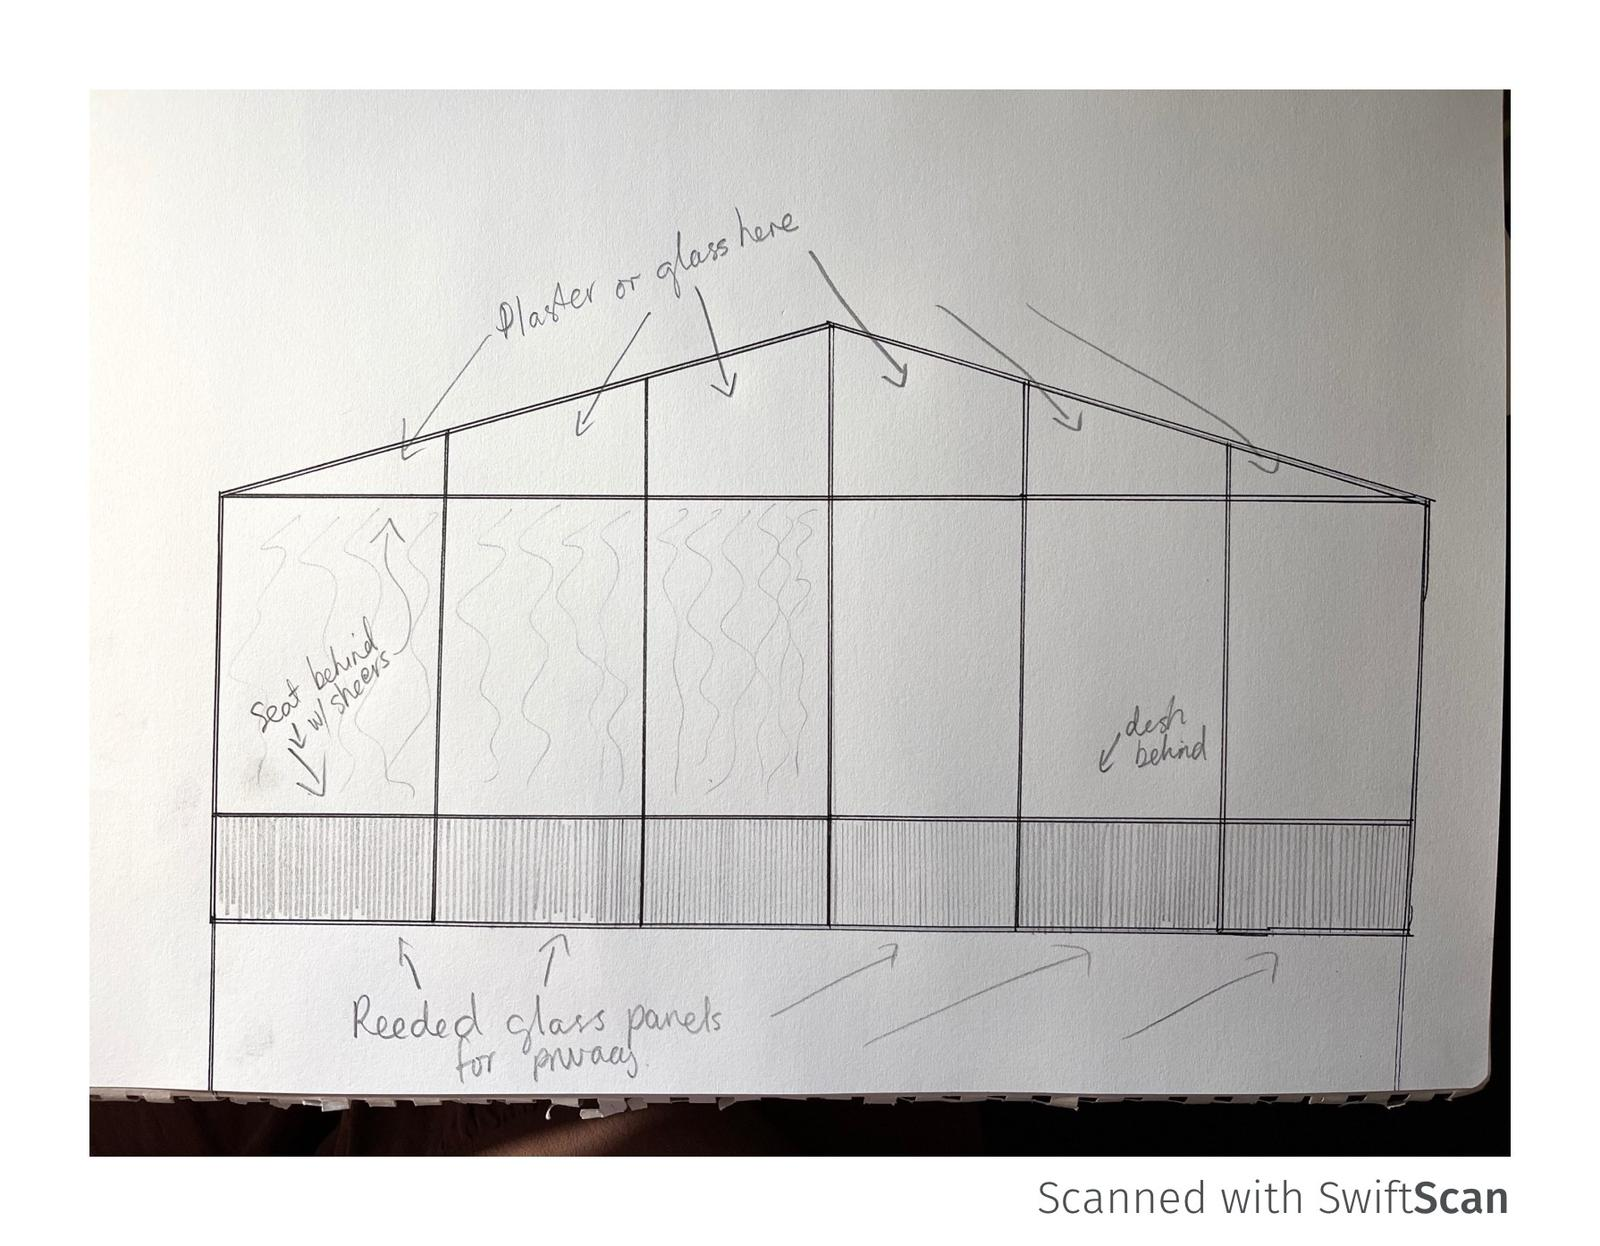 Plaster or glass here
Seat behind
w/ sheers
desk
behind
Reeded glass panels
for privacy.
Scanned with SwiftScan